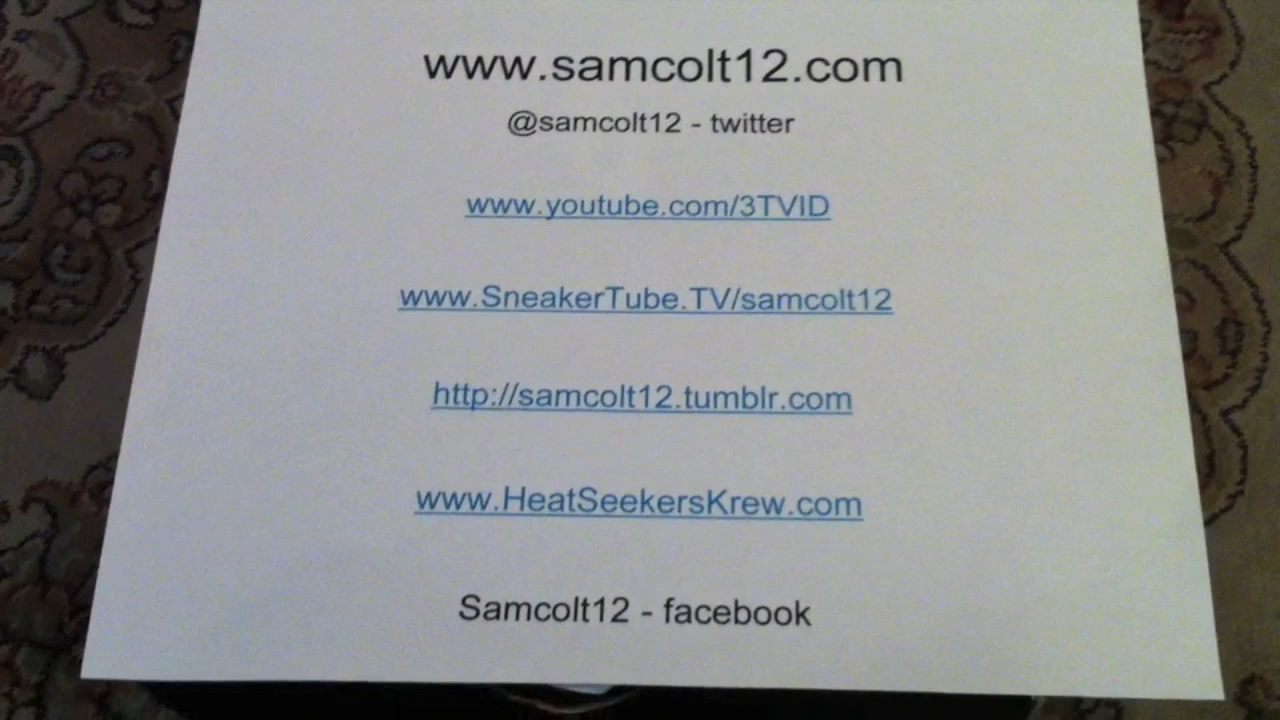 www.samcolt12.com
@samcolt12 - twitter
www.youtube.com/3TVID
www.SneakerTube.TV/samcolt12
http://samcolt12.tumblr.com
www.HeatSeekersKrew.com
Samcolt12 - facebook